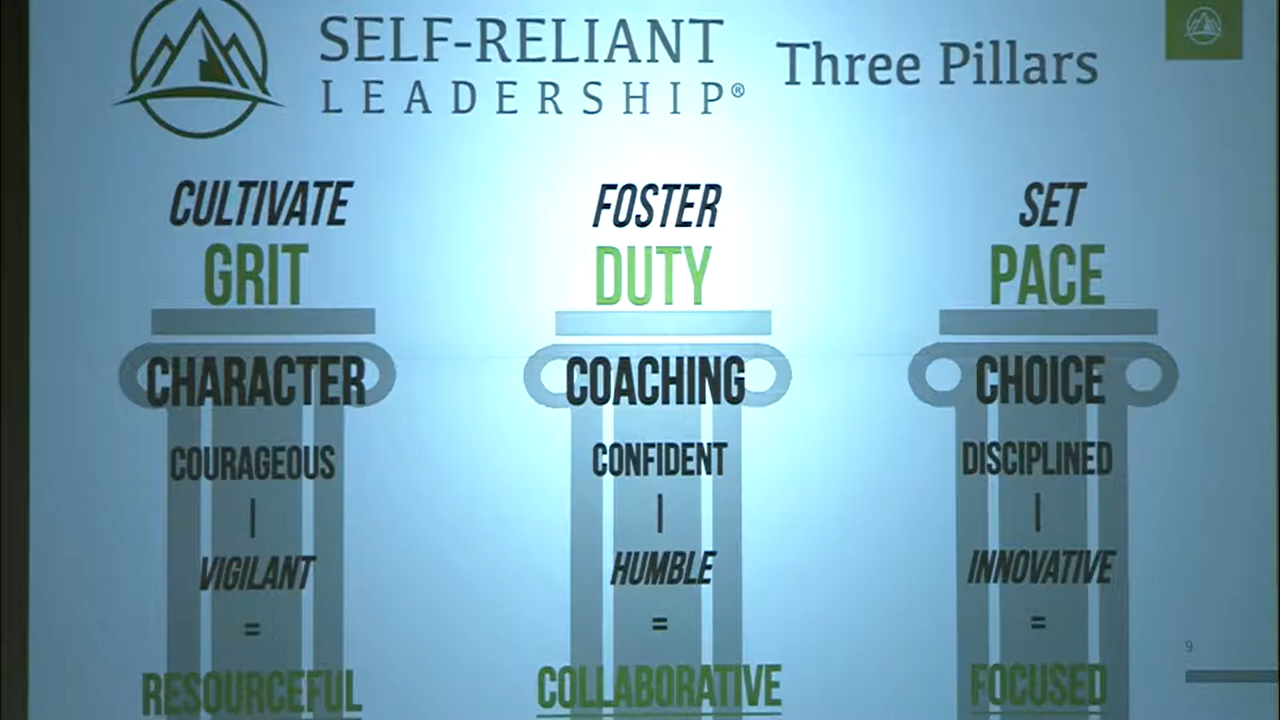 SELF-RELIANT
LEADERSHIP®
Three Pillars
CULTIVATE
GRIT
CHARACTER
COURAGEOUS
|
VIGILANT
=
RESOURCEFUL
FOSTER
DUTY
COACHING
CONFIDENT
|
HUMBLE
=
COLLABORATIVE
SET
PACE
CHOICE
DISCIPLINED
|
INNOVATIVE
=
FOCUSED
9